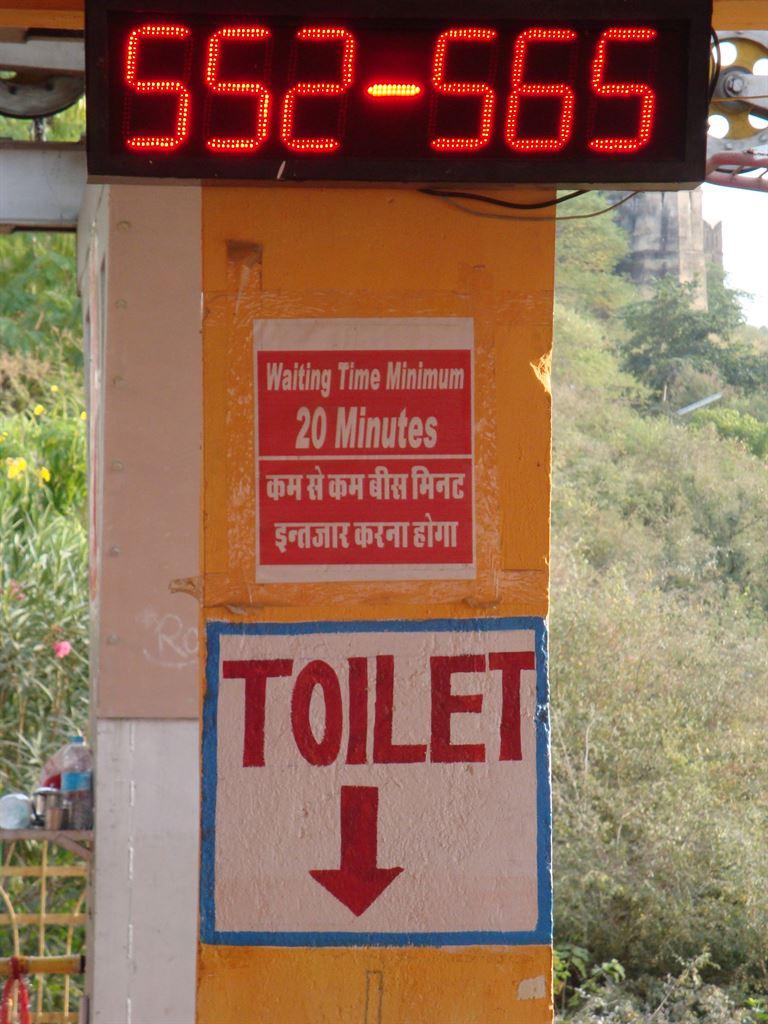 552-565
Waiting Time Minimum
20 Minutes
कम से कम बीस मिनट
इन्तजार करना होगा
TOILET